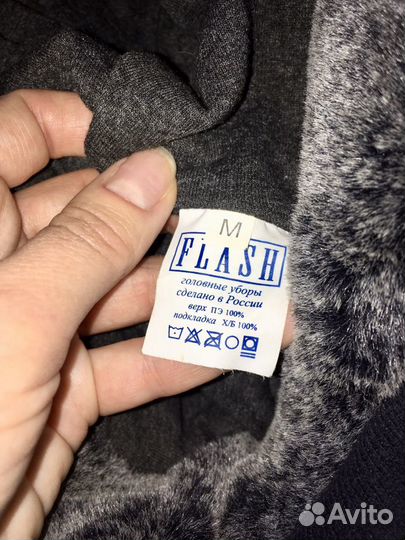 M
FLASH
головные уборы
сделано в России
верх ПЭ 100%
подкладка Х/Б 100%
Avito